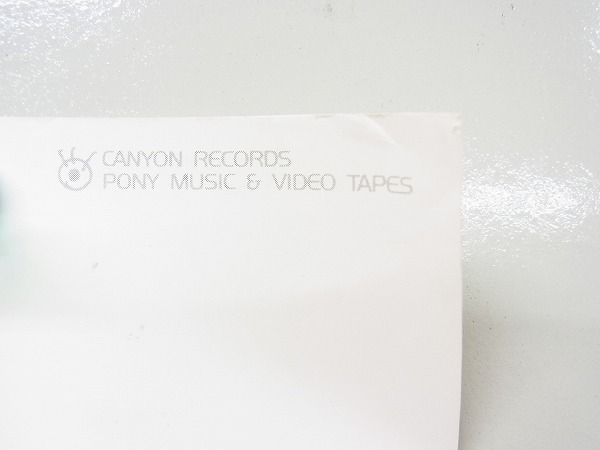 CANYON RECORDS
PONY MUSIC & VIDEO TAPES